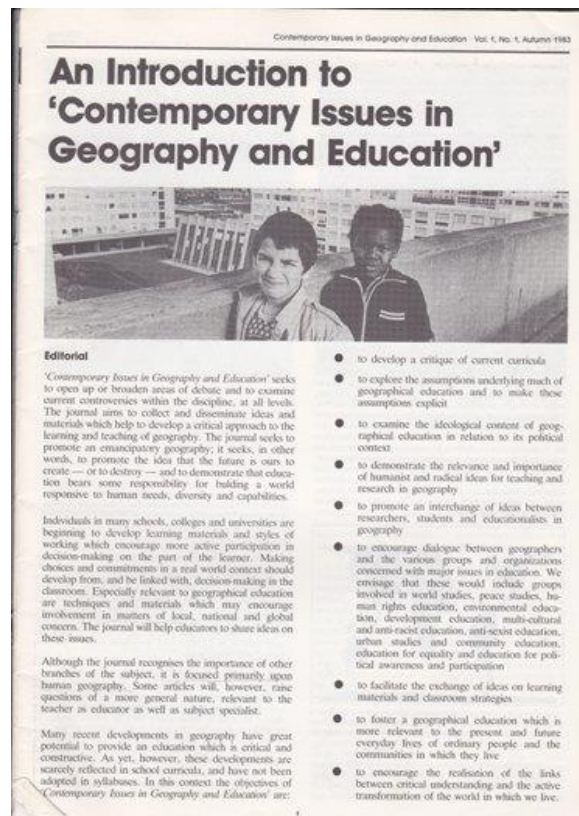 Contemporary Issues in Geography and Education Vol. 1, No. 1, Autumn 1983
An Introduction to
‘Contemporary Issues in
Geography and Education’
Editorial
‘Contemporary Issues in Geography and Education’ seeks
to open up or broaden areas of debate and to examine
current controversies within the discipline, at all levels.
The journal aims to collect and disseminate ideas and
materials which help to develop a critical approach to the
learning and teaching of geography. The journal seeks to
promote an emancipatory geography; it seeks, in other
words, to promote the idea that the future is ours to
create — or to destroy — and to demonstrate that educa-
tion bears some responsibility for building a world
responsive to human needs, diversity and capabilities.
Individuals in many schools, colleges and universities are
beginning to develop learning materials and styles of
working which encourage more active participation in
decision-making on the part of the learner. Making
choices and commitments in a real world context should
develop from, and be linked with, decision-making in the
classroom. Especially relevant to geographical education
are techniques and materials which may encourage
involvement in matters of local, national and global
concern. The journal will help educators to share ideas on
these issues.
Although the journal recognises the importance of other
branches of the subject, it is focused primarily upon
human geography. Some articles will, however, raise
questions of a more general nature, relevant to the
teacher as educator as well as subject specialist.
Many recent developments in geography have great
potential to provide an education which is critical and
constructive. As yet, however, these developments are
scarcely reflected in school curricula, and have not been
adopted in syllabuses. In this context the objectives of
‘Contemporary Issues in Geography and Education’ are:
● to develop a critique of current curricula
● to explore the assumptions underlying much of
geographical education and to make these
assumptions explicit
● to examine the ideological content of geog-
raphical education in relation to its political
context
● to demonstrate the relevance and importance
of humanist and radical ideas for teaching and
research in geography
● to promote an interchange of ideas between
researchers, students and educationalists in
geography
● to encourage dialogue between geographers
and the various groups and organizations
concerned with major issues in education. We
envisage that these would include groups
involved in world studies, peace studies, hu-
man rights education, environmental educa-
tion, development education, multi-cultural
and anti-racist education, anti-sexist education,
urban studies and community education,
education for equality and education for poli-
tical awareness and participation
● to facilitate the exchange of ideas on learning
materials and classroom strategies
● to foster a geographical education which is
more relevant to the present and future
everyday lives of ordinary people and the
communities in which they live
● to encourage the realisation of the links
between critical understanding and the active
transformation of the world in which we live.
1